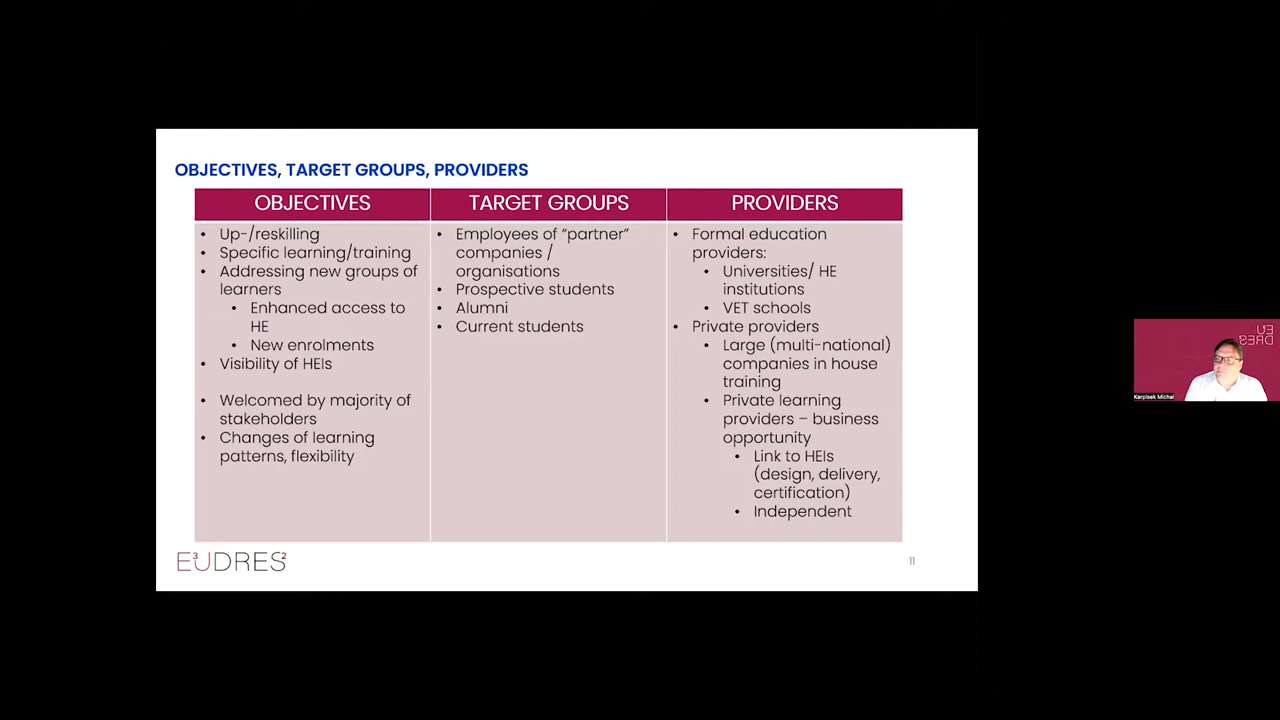 OBJECTIVES, TARGET GROUPS, PROVIDERS
OBJECTIVES
• Up-/reskilling
• Specific learning/training
• Addressing new groups of
learners
• Enhanced access to
HE
• New enrolments
• Visibility of HEIs
• Welcomed by majority of
stakeholders
• Changes of learning
patterns, flexibility
TARGET GROUPS
• Employees of “partner”
companies /
organisations
• Prospective students
• Alumni
• Current students
PROVIDERS
• Formal education
providers:
• Universities/ HE
institutions
• VET schools
• Private providers
• Large (multi-national)
companies in house
training
• Private learning
providers – business
opportunity
• Link to HEIs
(design, delivery,
certification)
• Independent
E³UDRES²
11
EU
DRES
Karpisek Michal